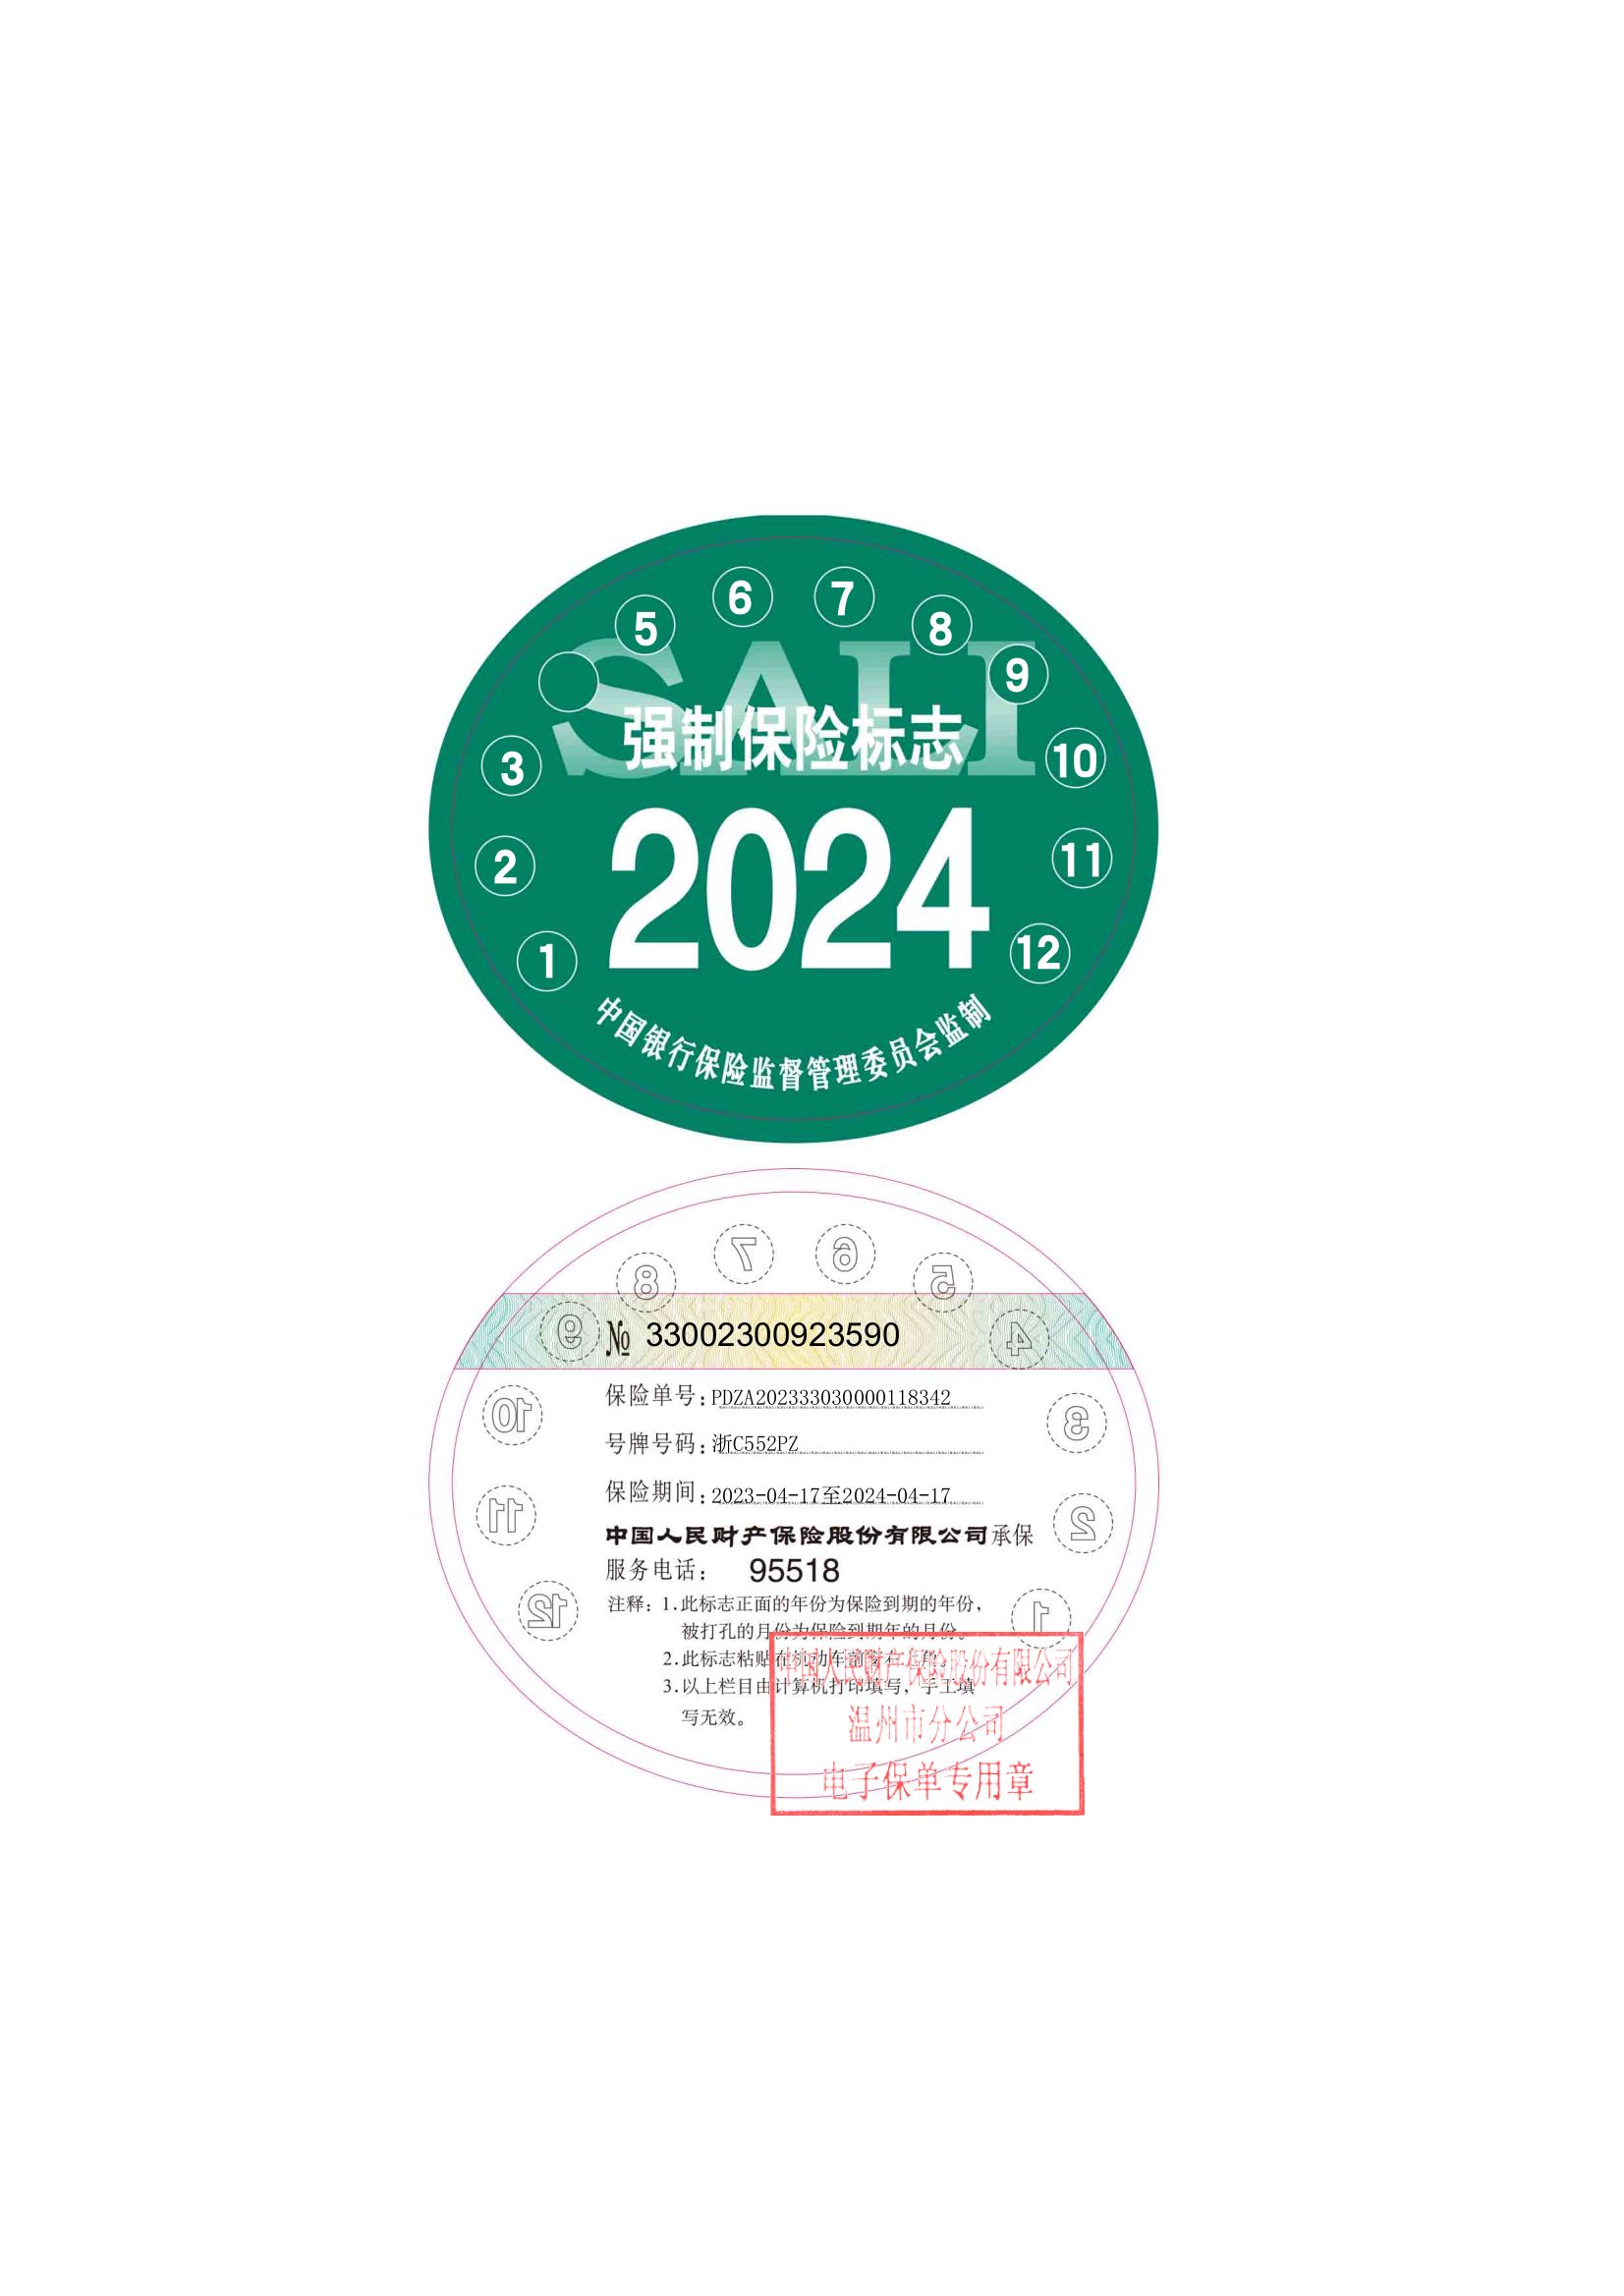 5 6 7 8
9
SALI
强制保险标志
3 10
2024
2 11
1 12
中国银行保险监督管理委员会监制
7 6
8 5
9 № 33002300923590 4
保险单号:PDZA202333030000118342
10 3
号牌号码:浙C552PZ
保险期间:2023-04-17至2024-04-17
11 2
中国人民财产保险股份有限公司承保
服务电话: 95518
12 1
注释:1.此标志正面的年份为保险到期的年份,
被打孔的月份为保险到期年的月份。
2.此标志粘贴在机动车前窗右上角。
3.以上栏目由计算机打印填写,手工填
写无效。
中国人民财产保险股份有限公司
温州市分公司
电子保单专用章